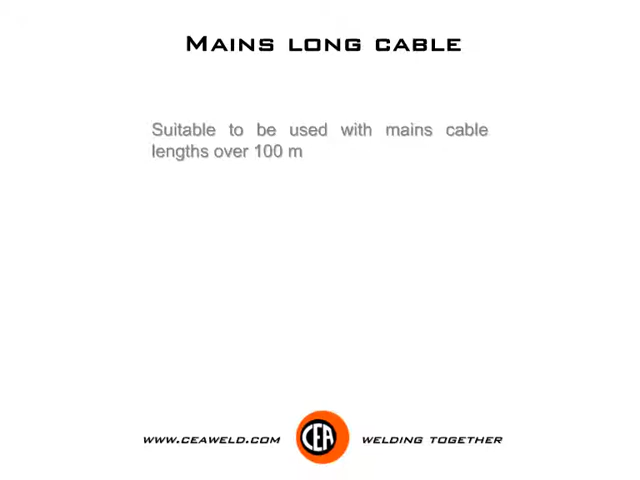 Mains long cable
Suitable to be used with mains cable
lengths over 100 m
www.ceaweld.com CEA welding together